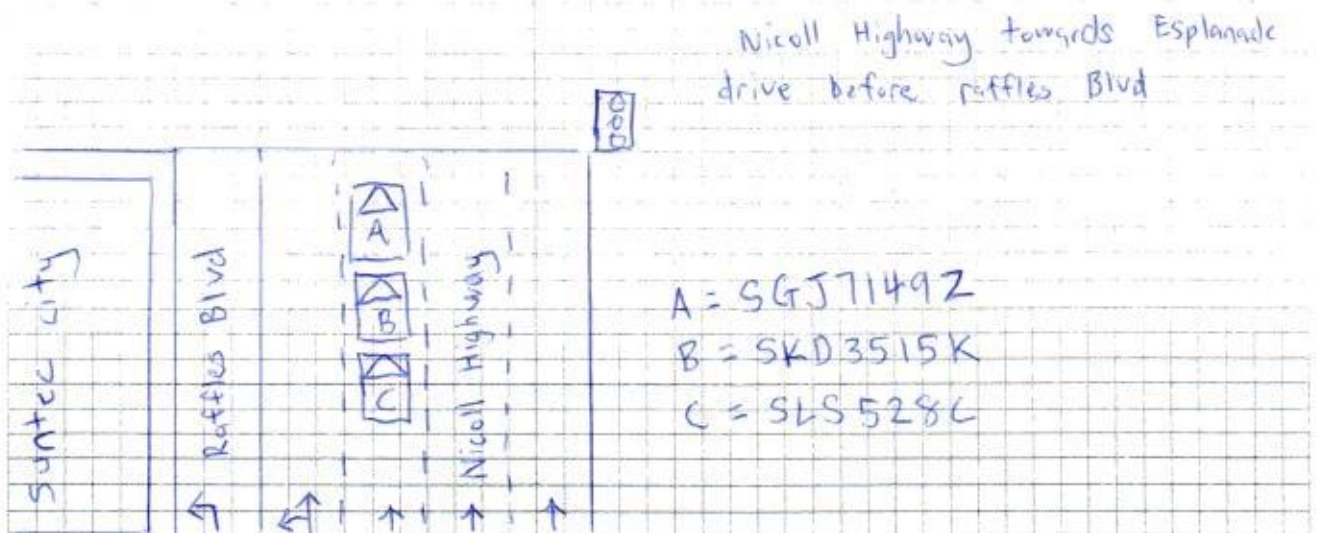 Nicoll Highway towards Esplanade
drive before raffles Blvd
Suntec City
Raffles Blvd
A
B
C
Nicoll Highway
A = SGJ7149Z
B = SKD3515K
C = SLS528C